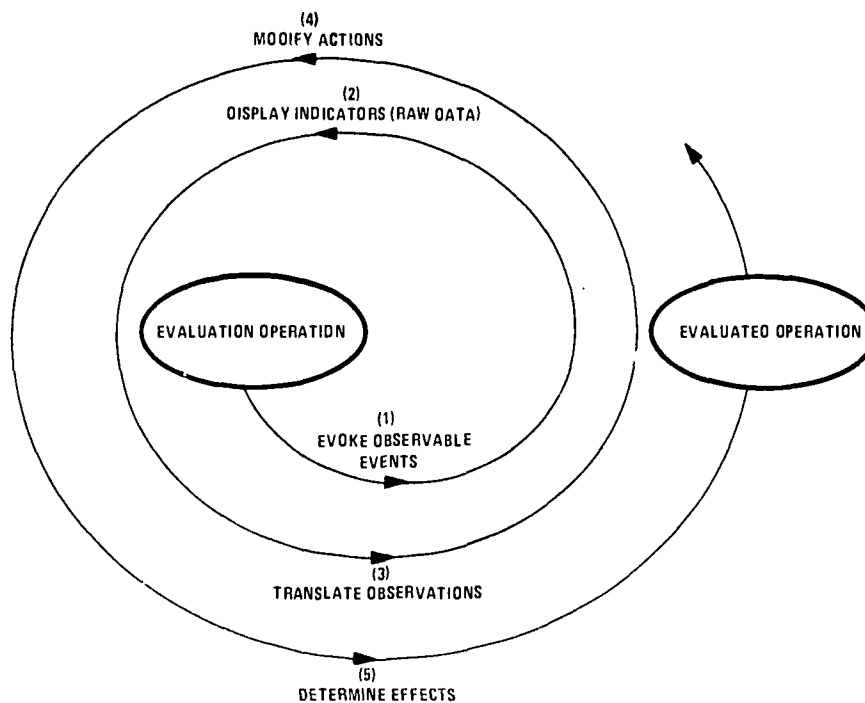 (4)
MODIFY ACTIONS
(2)
DISPLAY INDICATORS (RAW DATA)
EVALUATION OPERATION
EVALUATED OPERATION
(1)
EVOKE OBSERVABLE
EVENTS
(3)
TRANSLATE OBSERVATIONS
(5)
DETERMINE EFFECTS